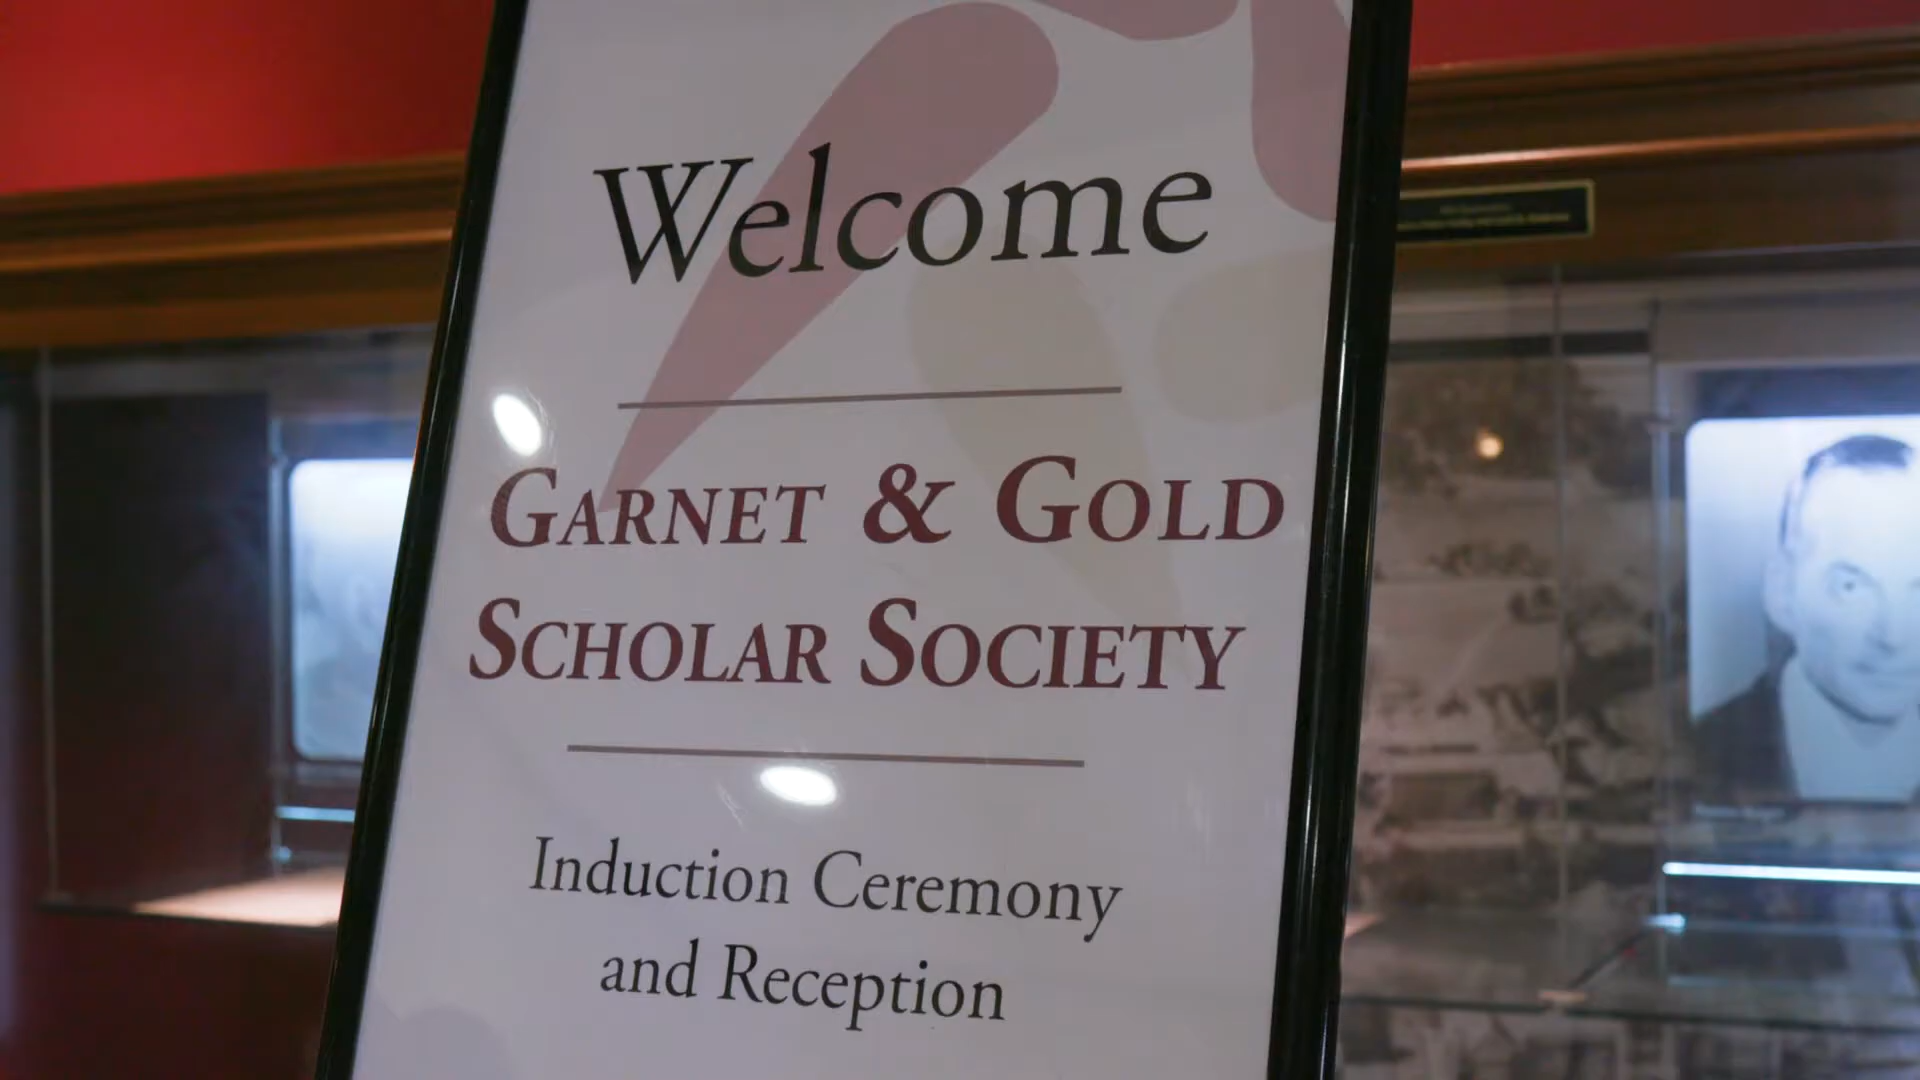 Welcome
GARNET & GOLD
SCHOLAR SOCIETY
Induction Ceremony
and Reception